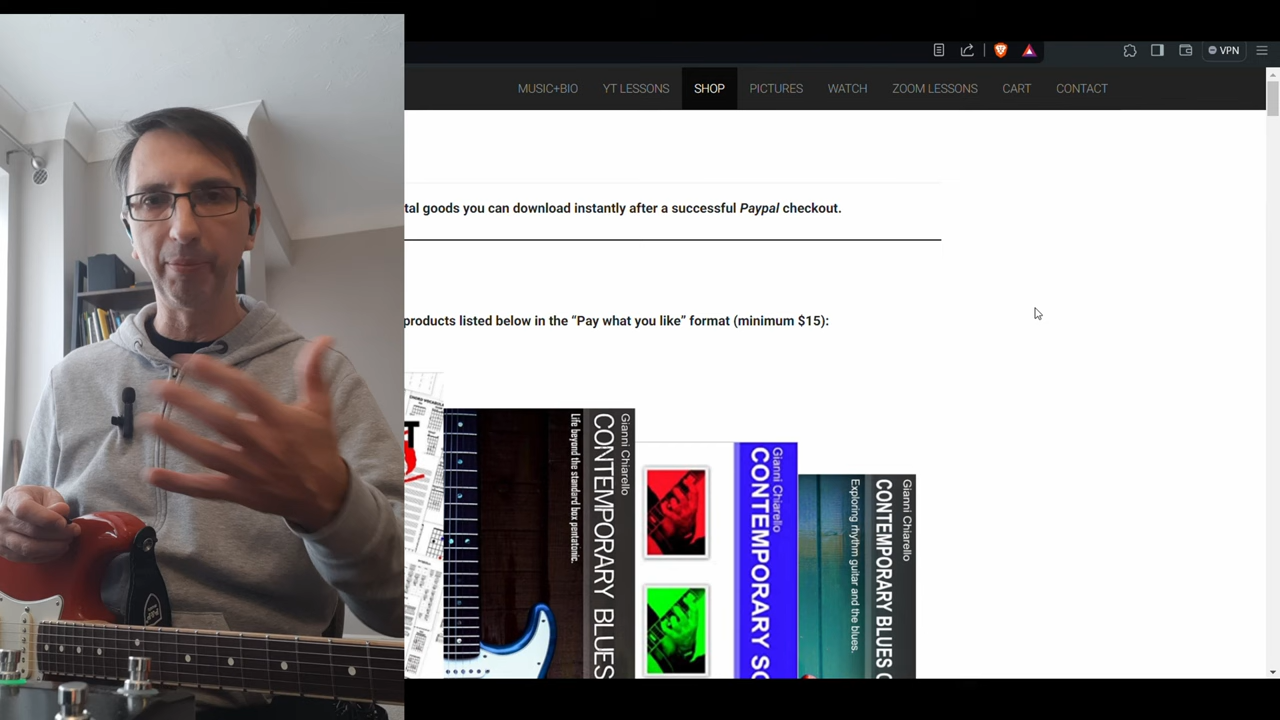 VPN
MUSIC+BIO YT LESSONS SHOP PICTURES WATCH ZOOM LESSONS CART CONTACT
tal goods you can download instantly after a successful Paypal checkout.
products listed below in the “Pay what you like” format (minimum $15):
Life beyond the standard box pentatonic.
Gianni Chiarello
CONTEMPORARY BLUES
Gianni Chiarello
CONTEMPORARY SO
Exploring rhythm guitar and the blues.
Gianni Chiarello
CONTEMPORARY BLUES